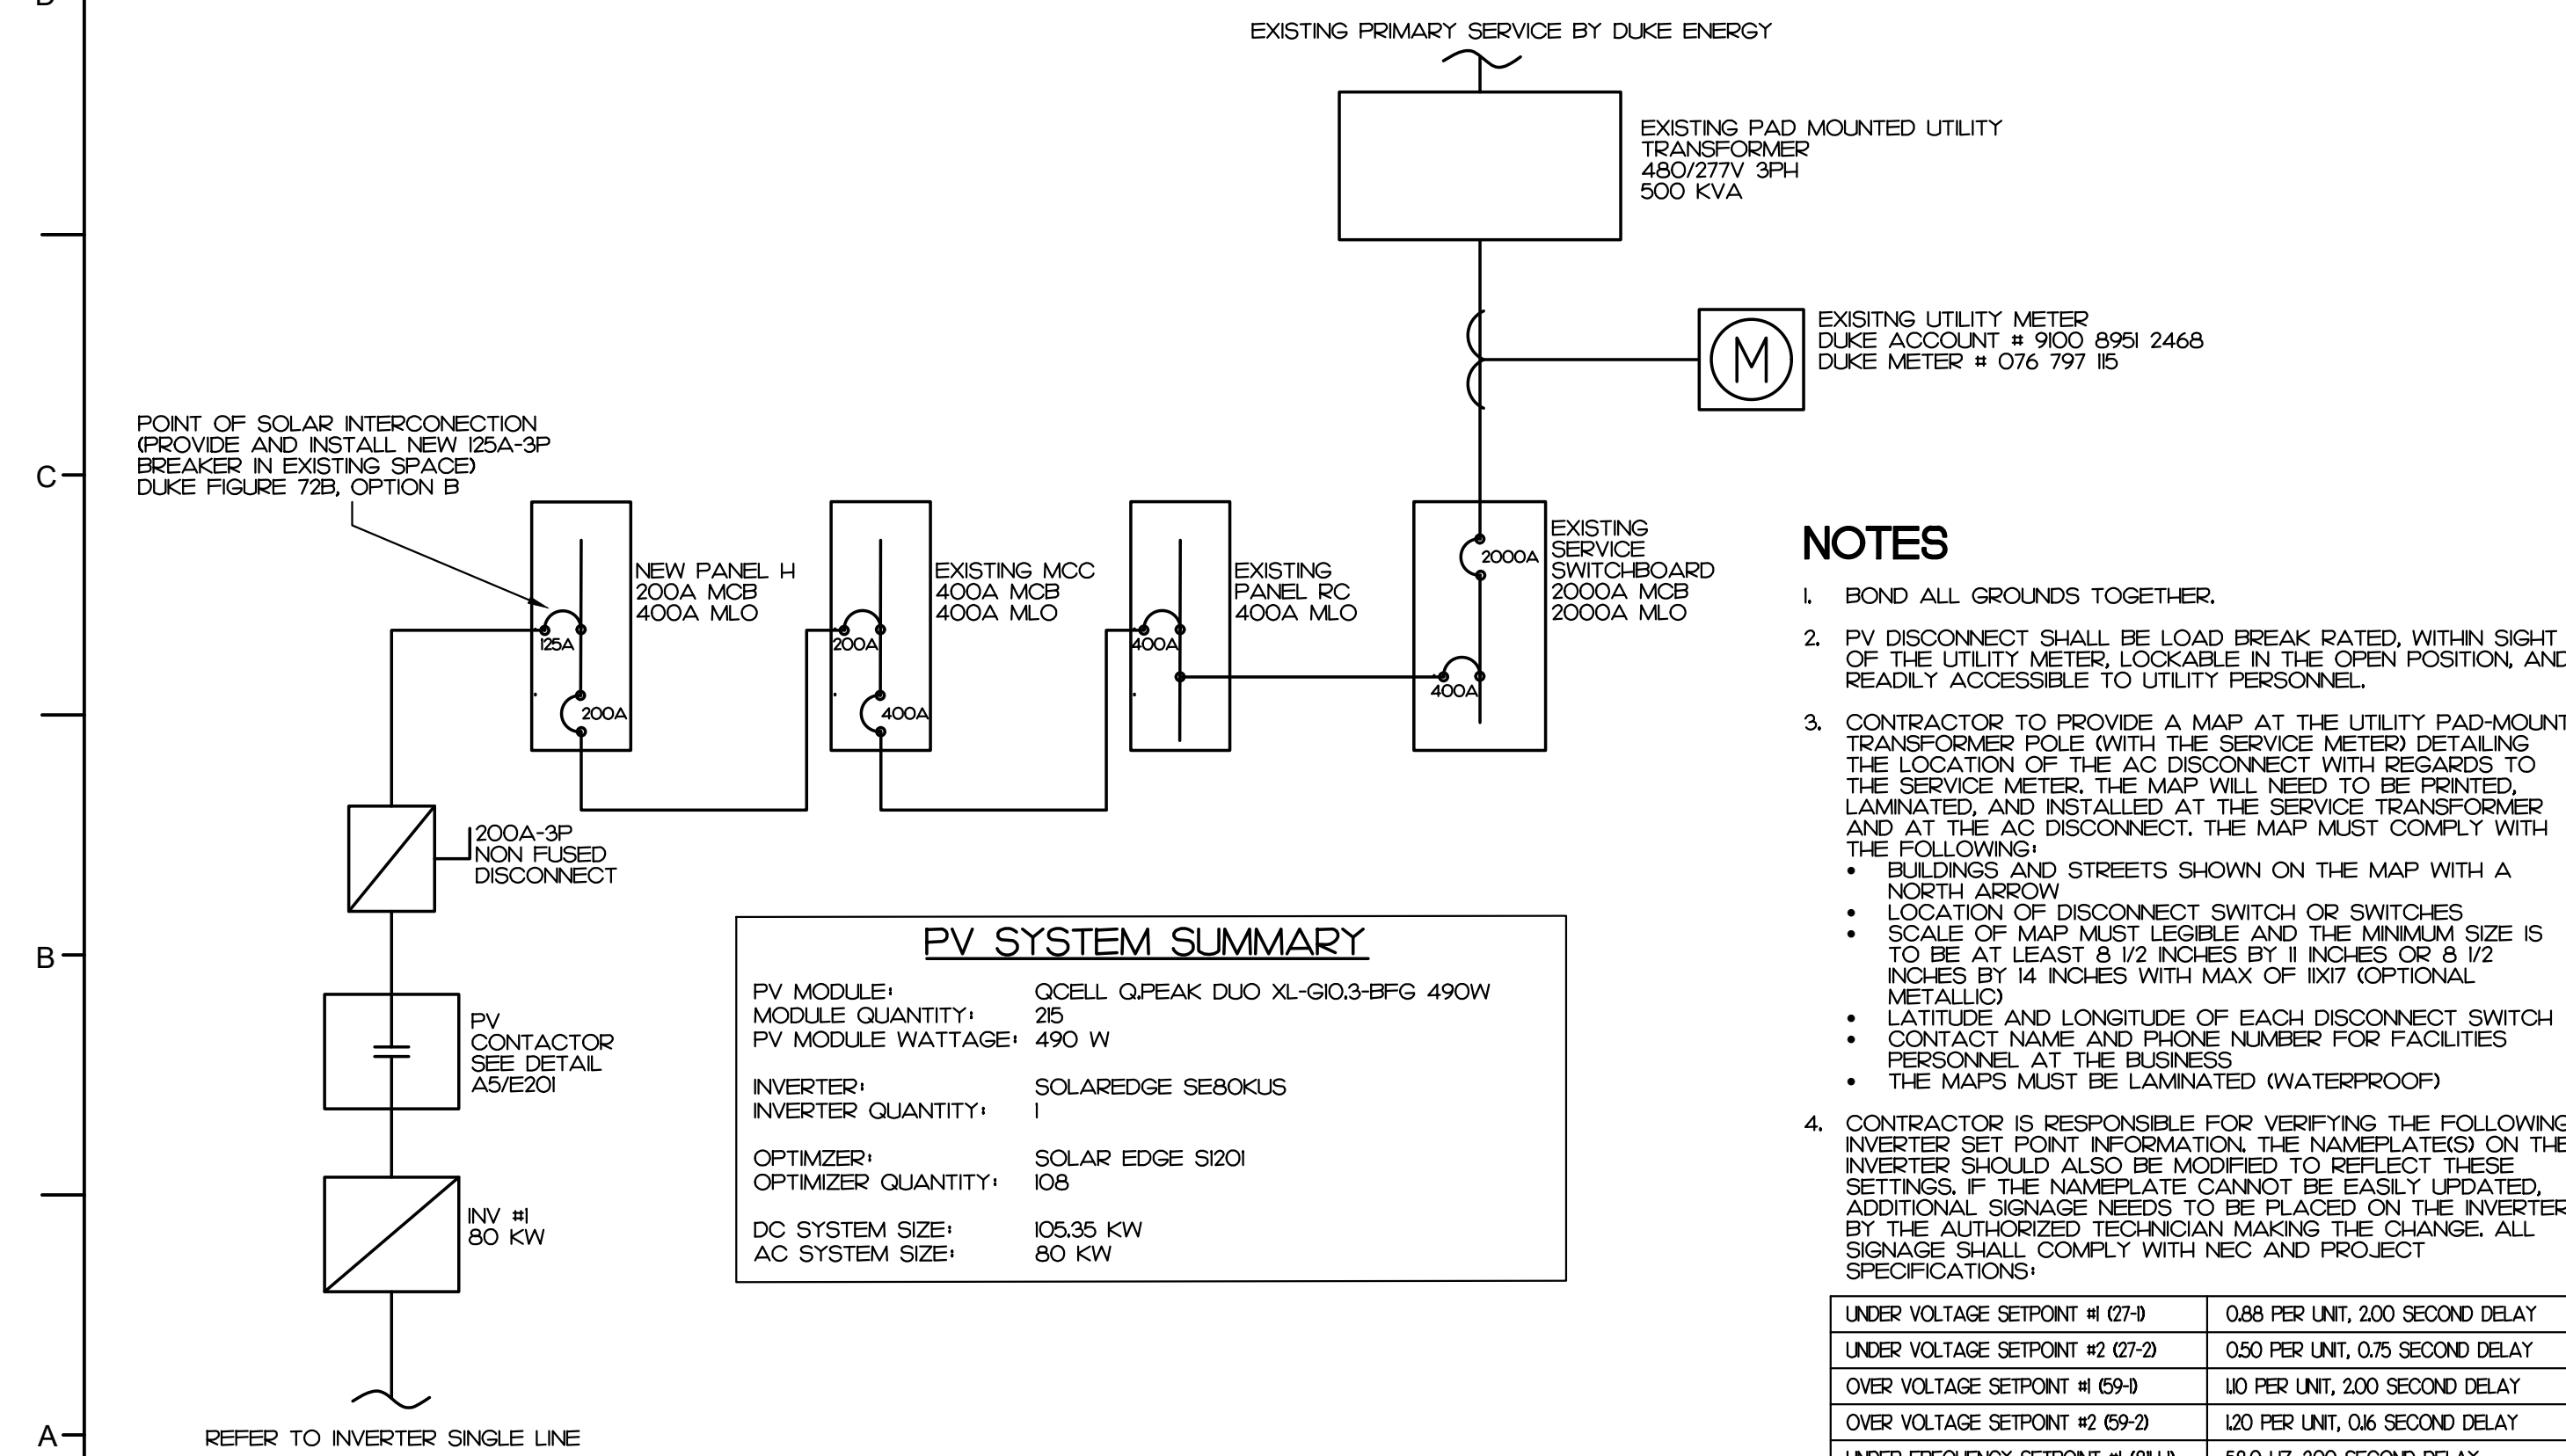 D
EXISTING PRIMARY SERVICE BY DUKE ENERGY
EXISTING PAD MOUNTED UTILITY
TRANSFORMER
480/277V 3PH
500 KVA
M
EXISITNG UTILITY METER
DUKE ACCOUNT # 9100 8951 2468
DUKE METER # 076 797 115
POINT OF SOLAR INTERCONECTION
(PROVIDE AND INSTALL NEW 125A-3P
BREAKER IN EXISTING SPACE)
DUKE FIGURE 72B, OPTION B
C
NEW PANEL H
200A MCB
400A MLO
125A
200A
EXISTING MCC
400A MCB
400A MLO
200A
400A
EXISTING
PANEL RC
400A MLO
400A
EXISTING
SERVICE
SWITCHBOARD
2000A MCB
2000A MLO
2000A
400A
200A-3P
NON FUSED
DISCONNECT
B
PV
CONTACTOR
SEE DETAIL
A5/E201
INV #1
80 KW
A
REFER TO INVERTER SINGLE LINE
PV SYSTEM SUMMARY
PV MODULE: QCELL Q.PEAK DUO XL-G10.3-BFG 490W
MODULE QUANTITY: 215
PV MODULE WATTAGE: 490 W
INVERTER: SOLAREDGE SE80KUS
INVERTER QUANTITY: 1
OPTIMZER: SOLAR EDGE S1201
OPTIMIZER QUANTITY: 108
DC SYSTEM SIZE: 105.35 KW
AC SYSTEM SIZE: 80 KW
NOTES
1. BOND ALL GROUNDS TOGETHER.
2. PV DISCONNECT SHALL BE LOAD BREAK RATED, WITHIN SIGHT
OF THE UTILITY METER, LOCKABLE IN THE OPEN POSITION, AND
READILY ACCESSIBLE TO UTILITY PERSONNEL.
3. CONTRACTOR TO PROVIDE A MAP AT THE UTILITY PAD-MOUNT
TRANSFORMER POLE (WITH THE SERVICE METER) DETAILING
THE LOCATION OF THE AC DISCONNECT WITH REGARDS TO
THE SERVICE METER. THE MAP WILL NEED TO BE PRINTED,
LAMINATED, AND INSTALLED AT THE SERVICE TRANSFORMER
AND AT THE AC DISCONNECT. THE MAP MUST COMPLY WITH
THE FOLLOWING:
• BUILDINGS AND STREETS SHOWN ON THE MAP WITH A
NORTH ARROW
• LOCATION OF DISCONNECT SWITCH OR SWITCHES
• SCALE OF MAP MUST LEGIBLE AND THE MINIMUM SIZE IS
TO BE AT LEAST 8 1/2 INCHES BY 11 INCHES OR 8 1/2
INCHES BY 14 INCHES WITH MAX OF 11X17 (OPTIONAL
METALLIC)
• LATITUDE AND LONGITUDE OF EACH DISCONNECT SWITCH
• CONTACT NAME AND PHONE NUMBER FOR FACILITIES
PERSONNEL AT THE BUSINESS
• THE MAPS MUST BE LAMINATED (WATERPROOF)
4. CONTRACTOR IS RESPONSIBLE FOR VERIFYING THE FOLLOWING
INVERTER SET POINT INFORMATION. THE NAMEPLATE(S) ON THE
INVERTER SHOULD ALSO BE MODIFIED TO REFLECT THESE
SETTINGS. IF THE NAMEPLATE CANNOT BE EASILY UPDATED,
ADDITIONAL SIGNAGE NEEDS TO BE PLACED ON THE INVERTER
BY THE AUTHORIZED TECHNICIAN MAKING THE CHANGE. ALL
SIGNAGE SHALL COMPLY WITH NEC AND PROJECT
SPECIFICATIONS:
UNDER VOLTAGE SETPOINT #1 (27-1) 0.88 PER UNIT, 2.00 SECOND DELAY
UNDER VOLTAGE SETPOINT #2 (27-2) 0.50 PER UNIT, 0.75 SECOND DELAY
OVER VOLTAGE SETPOINT #1 (59-1) 1.10 PER UNIT, 2.00 SECOND DELAY
OVER VOLTAGE SETPOINT #2 (59-2) 1.20 PER UNIT, 0.16 SECOND DELAY